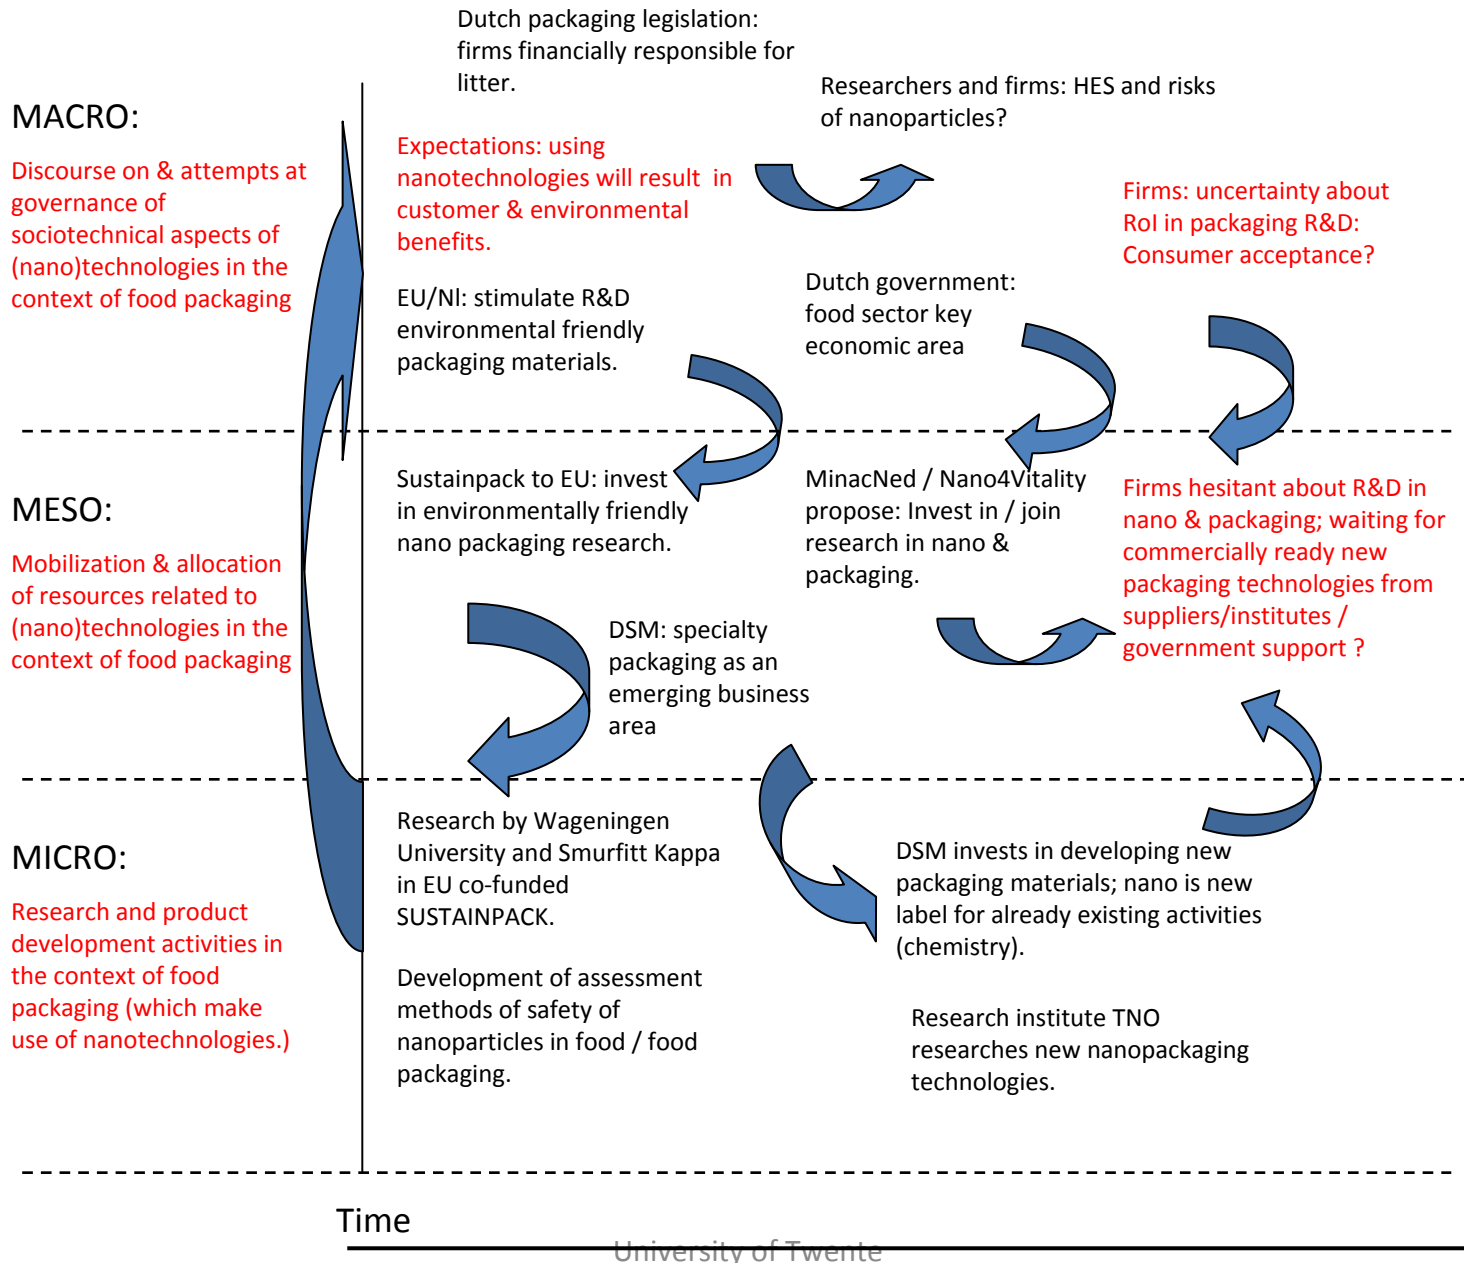 Dutch packaging legislation:
firms financially responsible for
litter.
Researchers and firms: HES and risks
of nanoparticles?
MACRO:
Discourse on & attempts at
governance of
sociotechnical aspects of
(nano)technologies in the
context of food packaging
Expectations: using
nanotechnologies will result in
customer & environmental
benefits.
Firms: uncertainty about
RoI in packaging R&D:
Consumer acceptance?
EU/Nl: stimulate R&D
environmental friendly
packaging materials.
Dutch government:
food sector key
economic area
MESO:
Mobilization & allocation
of resources related to
(nano)technologies in the
context of food packaging
Sustainpack to EU: invest
in environmentally friendly
nano packaging research.
MinacNed / Nano4Vitality
propose: Invest in / join
research in nano &
packaging.
Firms hesitant about R&D in
nano & packaging; waiting for
commercially ready new
packaging technologies from
suppliers/institutes /
government support ?
DSM: specialty
packaging as an
emerging business
area
MICRO:
Research and product
development activities in
the context of food
packaging (which make
use of nanotechnologies.)
Research by Wageningen
University and Smurfitt Kappa
in EU co-funded
SUSTAINPACK.
Development of assessment
methods of safety of
nanoparticles in food / food
packaging.
DSM invests in developing new
packaging materials; nano is new
label for already existing activities
(chemistry).
Research institute TNO
researches new nanopackaging
technologies.
Time
University of Twente